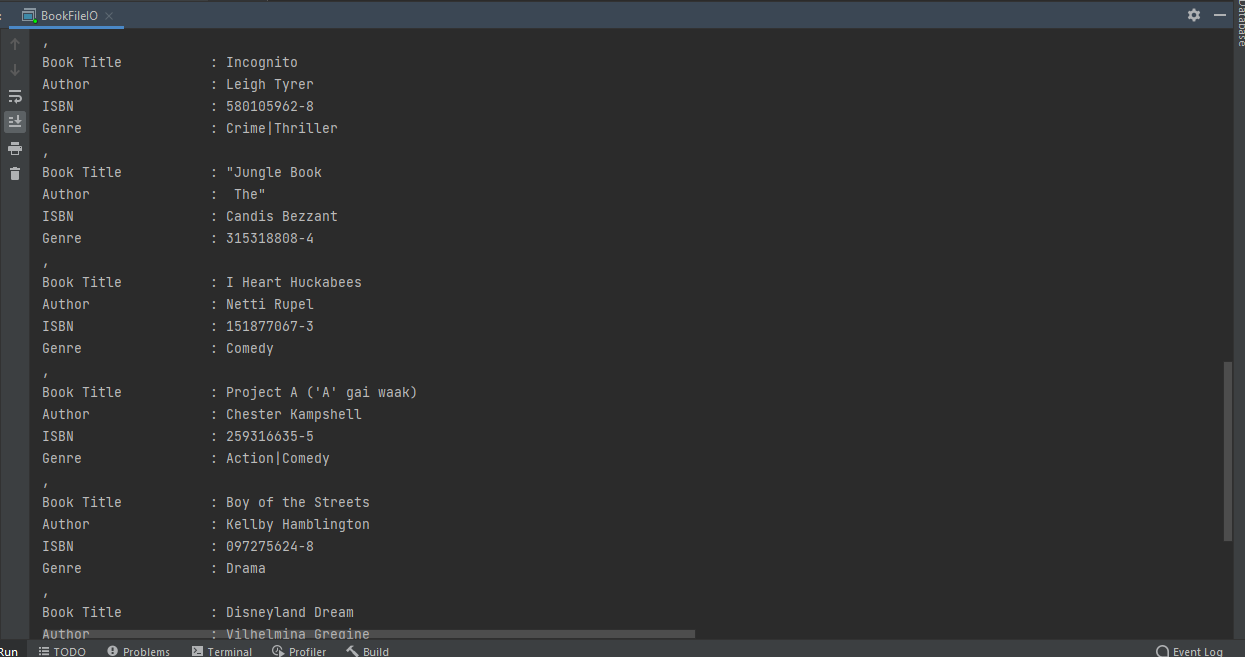 BookFileIO
Database
,
Book Title : Incognito
Author : Leigh Tyrer
ISBN : 580105962-8
Genre : Crime|Thriller
,
Book Title : "Jungle Book
Author :  The"
ISBN : Candis Bezzant
Genre : 315318808-4
,
Book Title : I Heart Huckabees
Author : Netti Rupel
ISBN : 151877067-3
Genre : Comedy
,
Book Title : Project A ('A' gai waak)
Author : Chester Kampshell
ISBN : 259316635-5
Genre : Action|Comedy
,
Book Title : Boy of the Streets
Author : Kellby Hamblington
ISBN : 097275624-8
Genre : Drama
,
Book Title : Disneyland Dream
Author : Vilhelmina Gregine
Run TODO Problems Terminal Profiler Build Event Log